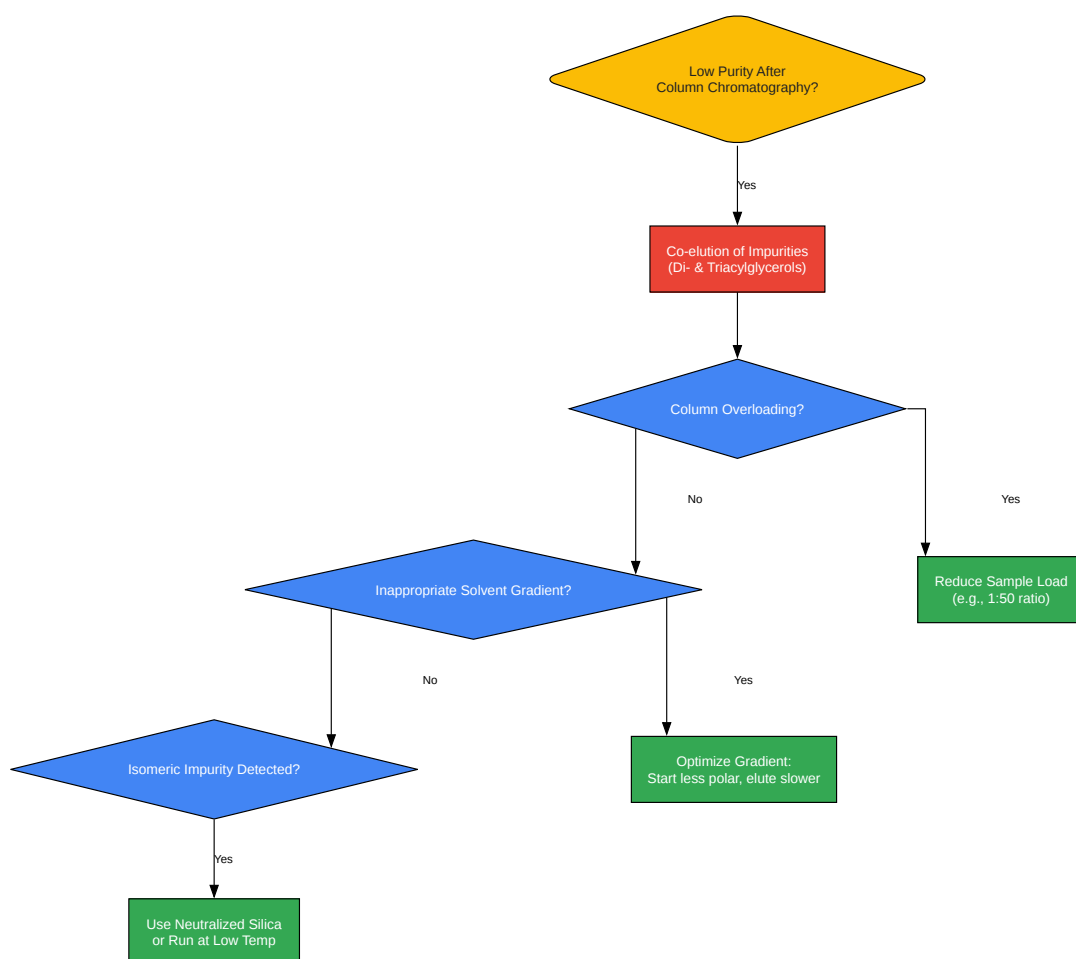 Low Purity After
Column Chromatography?
Yes
Co-elution of Impurities
(Di- & Triacylglycerols)
Column Overloading?
No
Yes
Reduce Sample Load
(e.g., 1:50 ratio)
Inappropriate Solvent Gradient?
No
Yes
Optimize Gradient:
Start less polar, elute slower
Isomeric Impurity Detected?
Yes
Use Neutralized Silica
or Run at Low Temp